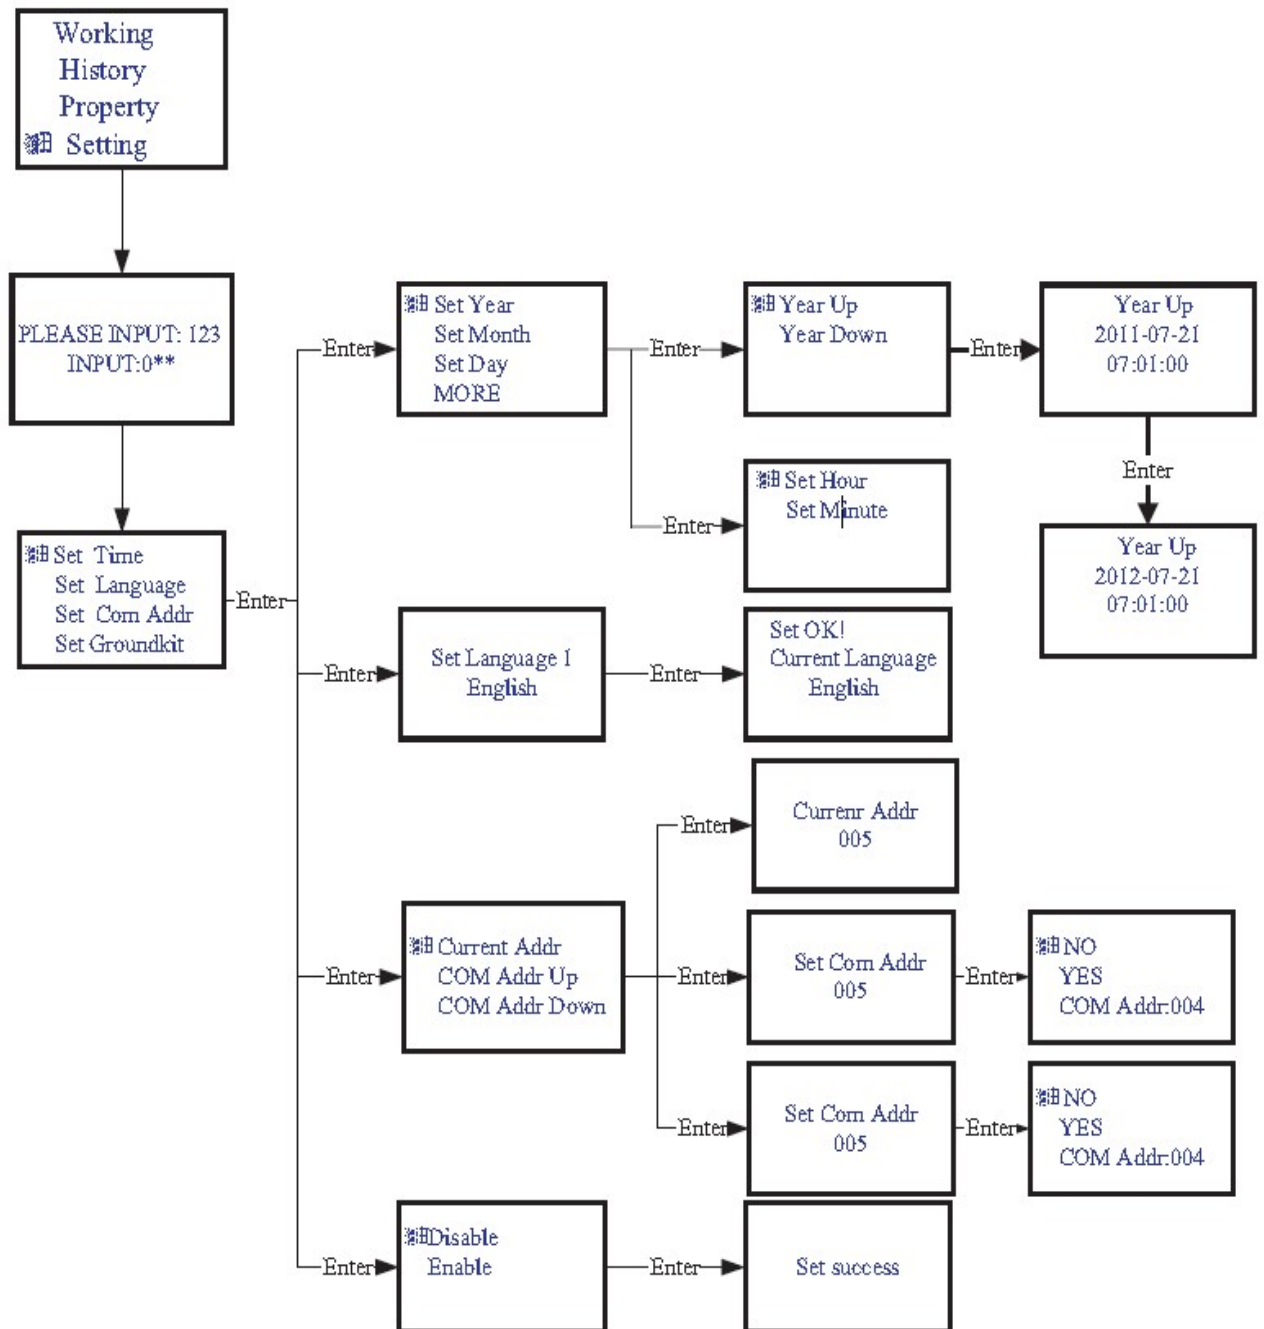 Working
History
Property
Setting
PLEASE INPUT: 123
INPUT:0**
Set Time
Set Language
Set Com Addr
Set Groundkit
Enter
Enter
Set Year
Set Month
Set Day
MORE
Enter
Year Up
Year Down
Enter
Year Up
2011-07-21
07:01:00
Enter
Year Up
2012-07-21
07:01:00
Enter
Set Hour
Set Minute
Enter
Set Language 1
English
Enter
Set OK!
Current Language
English
Enter
Current Addr
COM Addr Up
COM Addr Down
Enter
Currenr Addr
005
Enter
Set Com Addr
005
Enter
NO
YES
COM Addr:004
Enter
Set Com Addr
005
Enter
NO
YES
COM Addr:004
Enter
Disable
Enable
Enter
Set success